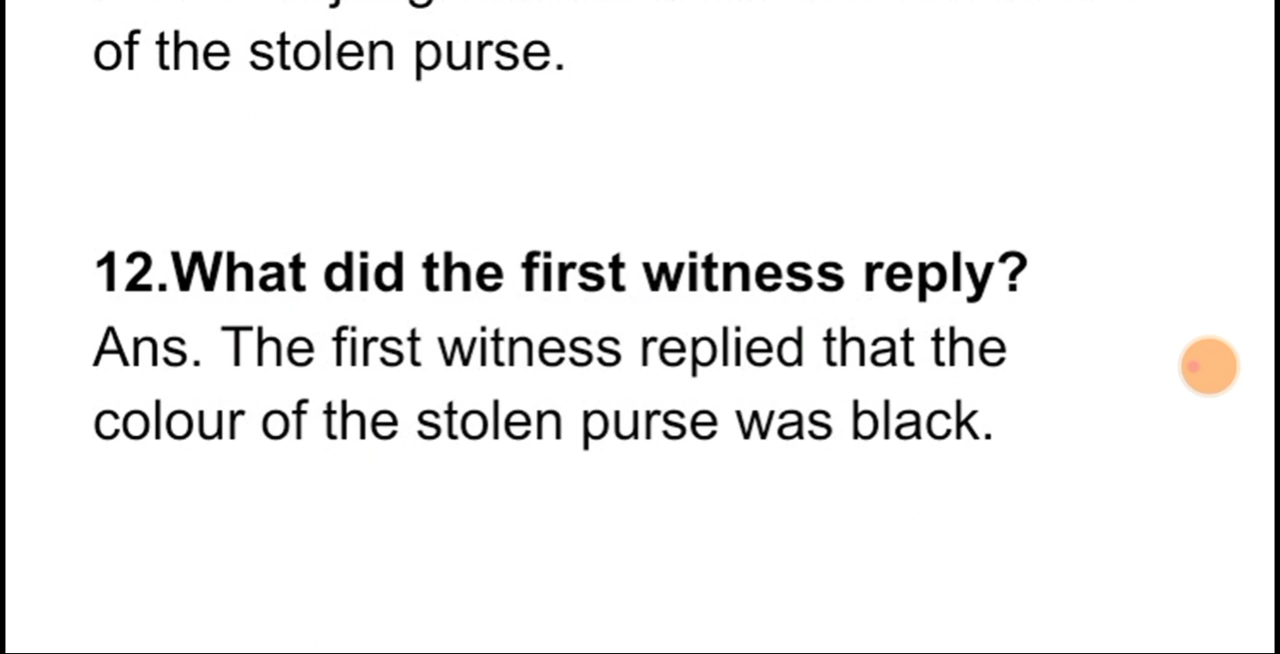 of the stolen purse.
12.What did the first witness reply?
Ans. The first witness replied that the
colour of the stolen purse was black.